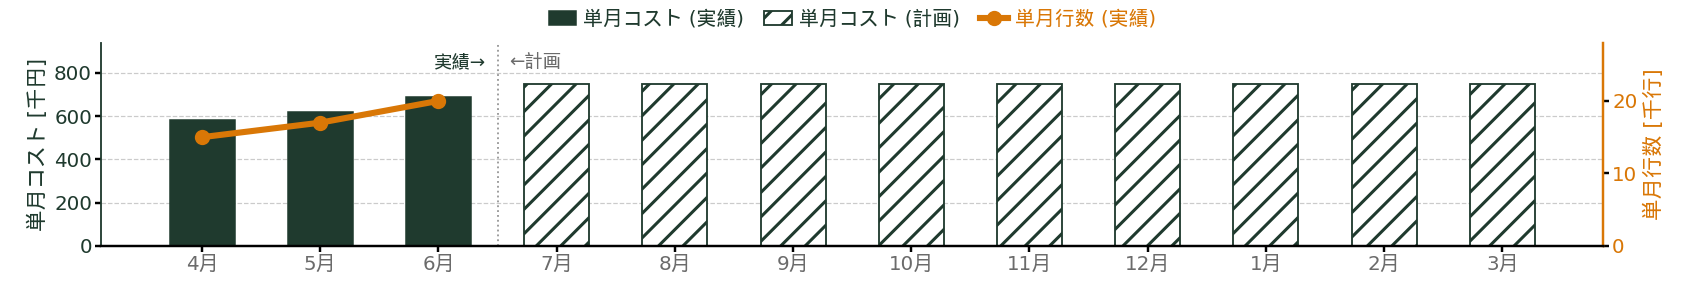 単月コスト (実績) 単月コスト (計画) 単月行数 (実績)
実績→ ←計画
単月コスト [千円]
800
600
400
200
0
単月行数 [千行]
20
10
0
4月 5月 6月 7月 8月 9月 10月 11月 12月 1月 2月 3月